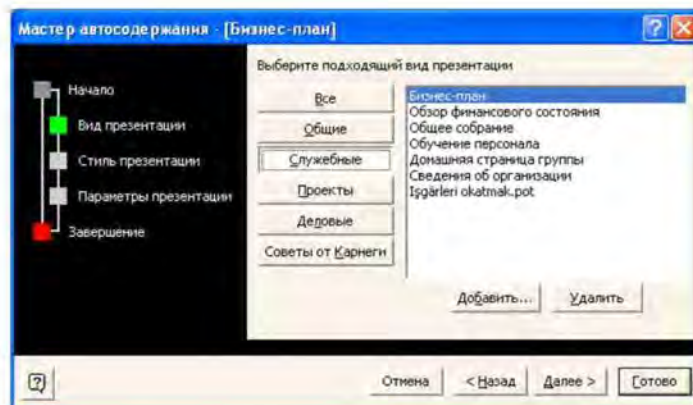 Мастер автосодержания - [Бизнес-план]
Выберите подходящий вид презентации
Начало
Вид презентации
Стиль презентации
Параметры презентации
Завершение
Все
Общие
Служебные
Проекты
Деловые
Советы от Карнеги
Бизнес-план
Обзор финансового состояния
Общее собрание
Обучение персонала
Домашняя страница группы
Сведения об организации
Işgärleri okatmak.pot
Добавить... Удалить
Отмена < Назад Далее > Готово